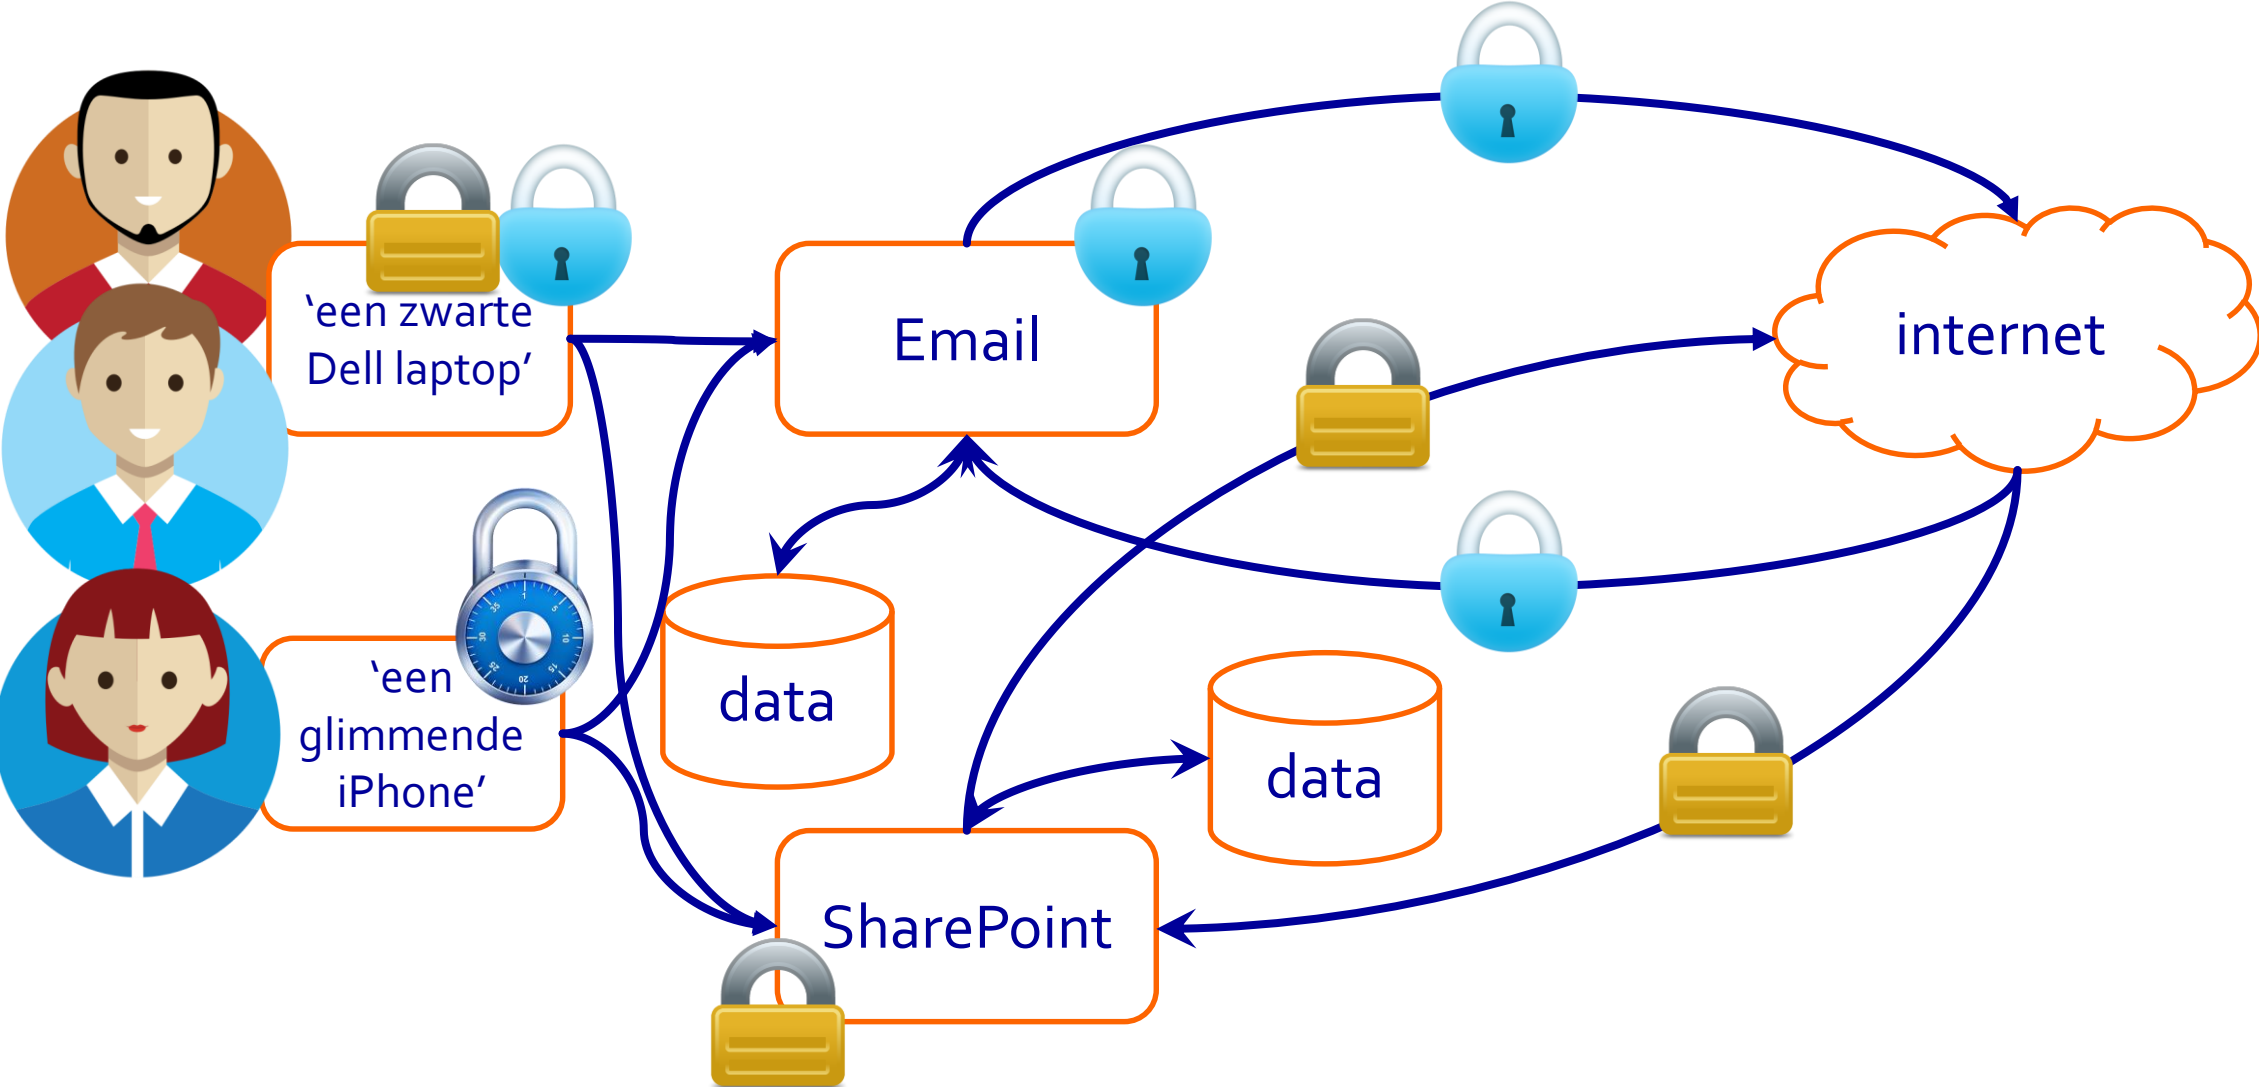 ‘een zwarte
Dell laptop’
Email
internet
‘een
glimmende
iPhone’
data
data
SharePoint